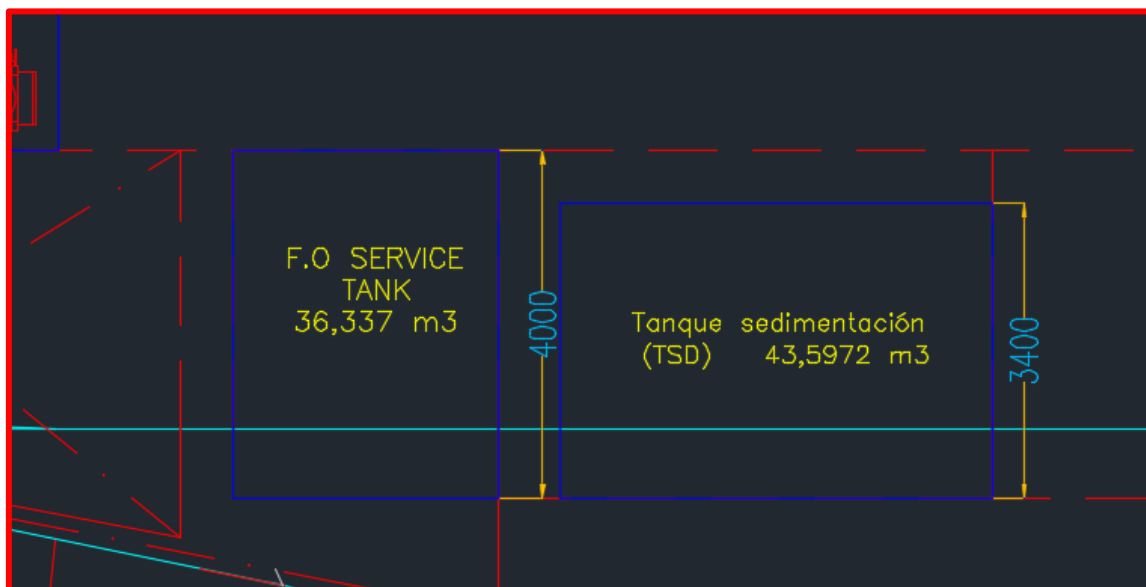 F.O SERVICE
TANK
36,337 m3
4000
Tanque sedimentación
(TSD) 43,5972 m3
3400